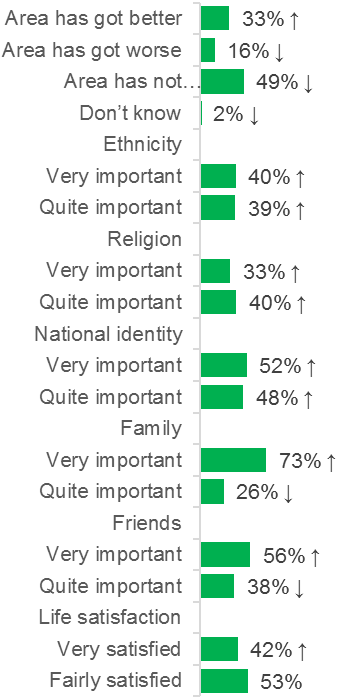 Area has got better 33% ↑
Area has got worse 16% ↓
Area has not… 49% ↓
Don’t know 2% ↓
Ethnicity
Very important 40% ↑
Quite important 39% ↑
Religion
Very important 33% ↑
Quite important 40% ↑
National identity
Very important 52% ↑
Quite important 48% ↑
Family
Very important 73% ↑
Quite important 26% ↓
Friends
Very important 56% ↑
Quite important 38% ↓
Life satisfaction
Very satisfied 42% ↑
Fairly satisfied 53%